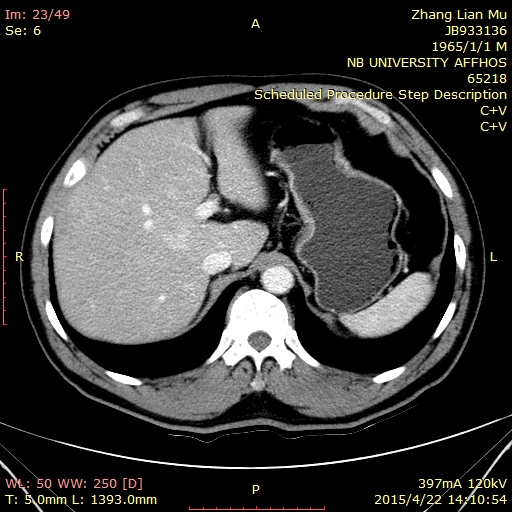 Im: 23/49
Se: 6
A
Zhang Lian Mu
JB933136
1965/1/1 M
NB UNIVERSITY AFFHOS
65218
Scheduled Procedure Step Description
C+V
C+V
R
L
WL: 50 WW: 250 [D]
T: 5.0mm L: 1393.0mm
P
397mA 120kV
2015/4/22 14:10:54